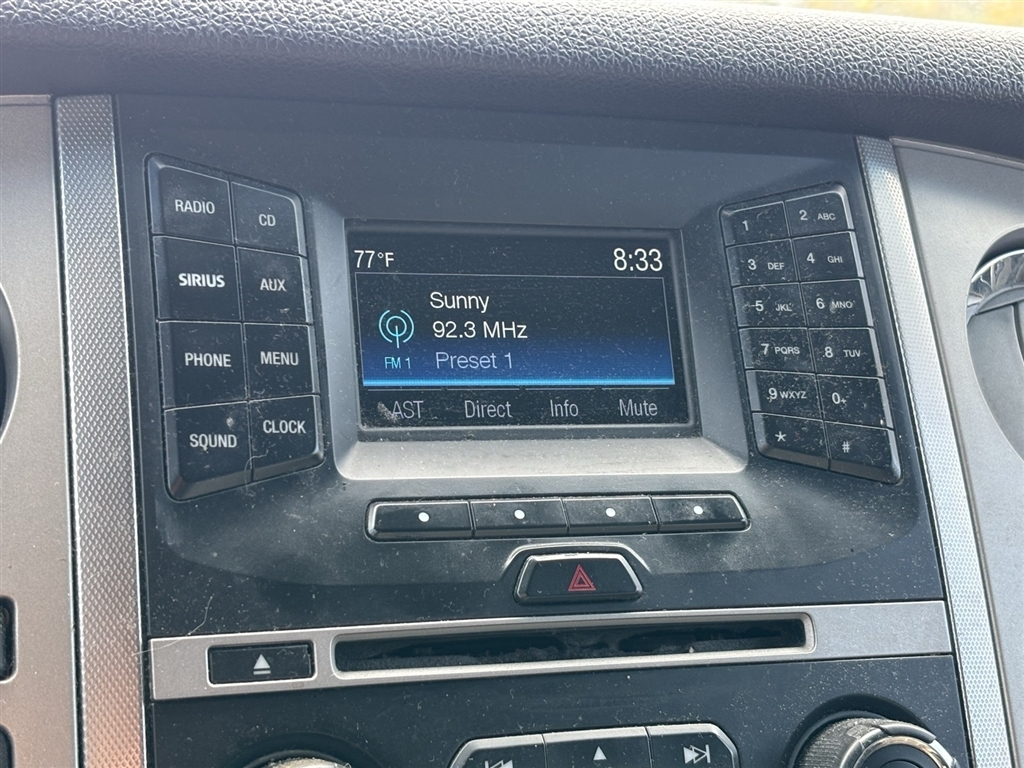 RADIO CD
SIRIUS AUX
PHONE MENU
SOUND CLOCK
77°F 8:33
Sunny
92.3 MHz
FM 1 Preset 1
AST Direct Info Mute
1 2 ABC
3 DEF 4 GHI
5 JKL 6 MNO
7 PQRS 8 TUV
9 WXYZ 0+
* #